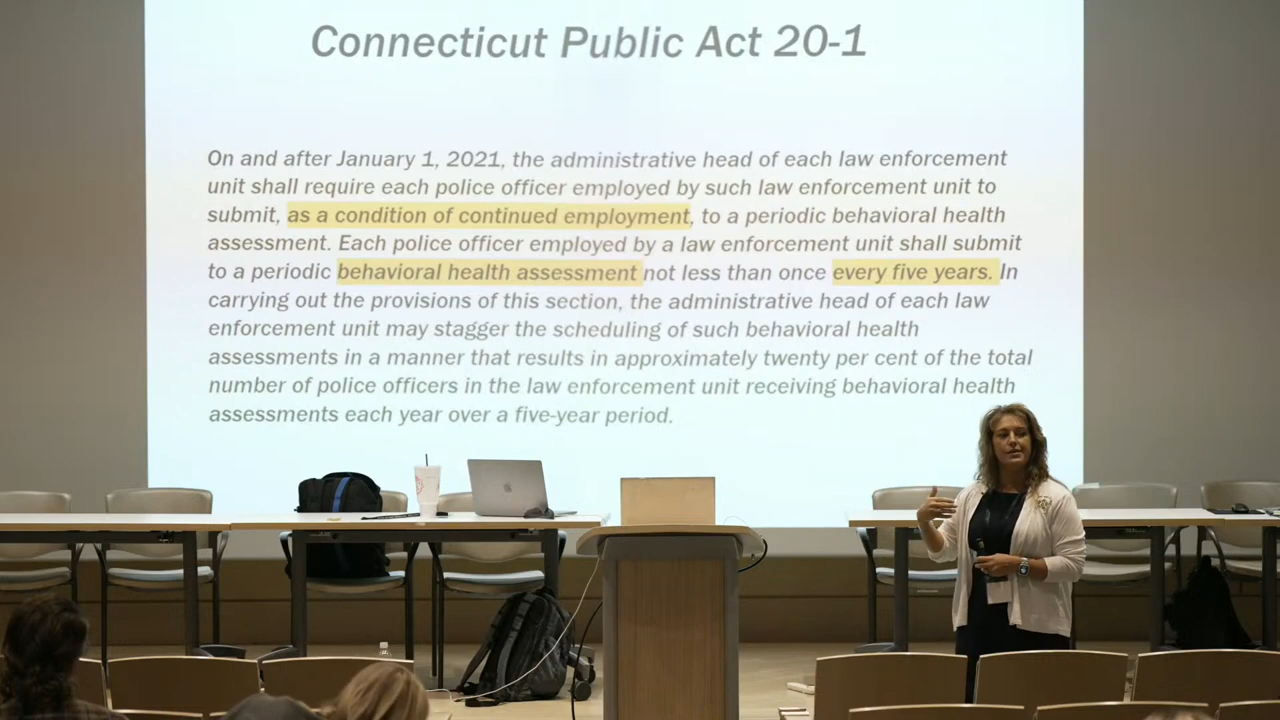 Connecticut Public Act 20-1
On and after January 1, 2021, the administrative head of each law enforcement
unit shall require each police officer employed by such law enforcement unit to
submit, as a condition of continued employment, to a periodic behavioral health
assessment. Each police officer employed by a law enforcement unit shall submit
to a periodic behavioral health assessment not less than once every five years. In
carrying out the provisions of this section, the administrative head of each law
enforcement unit may stagger the scheduling of such behavioral health
assessments in a manner that results in approximately twenty per cent of the total
number of police officers in the law enforcement unit receiving behavioral health
assessments each year over a five-year period.